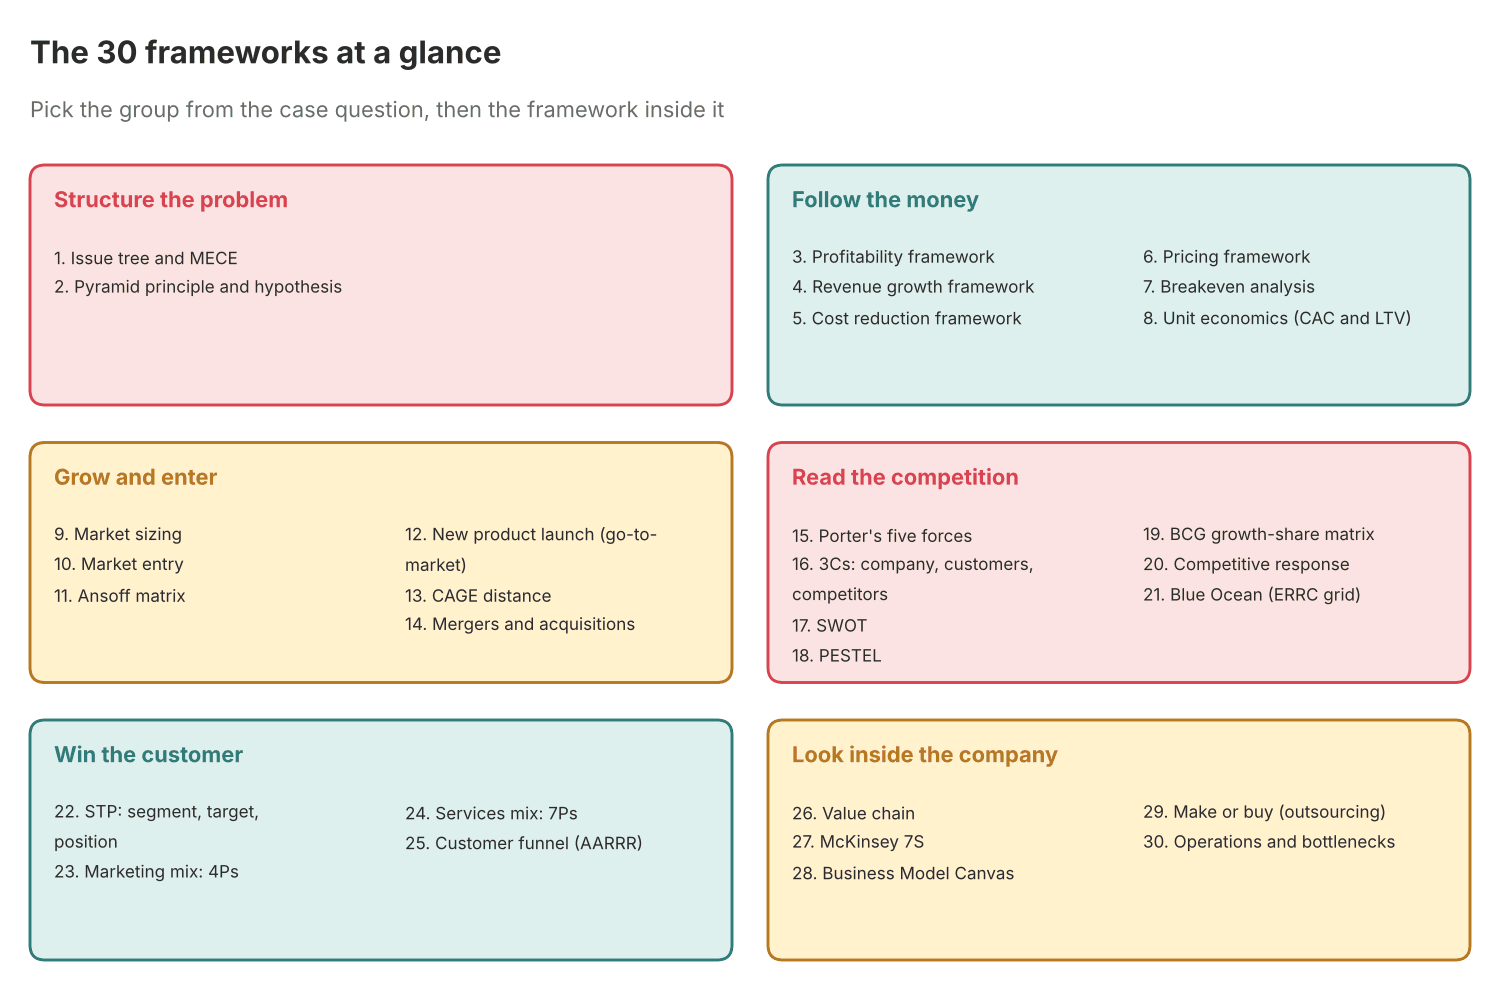 The 30 frameworks at a glance
Pick the group from the case question, then the framework inside it
Structure the problem
1. Issue tree and MECE
2. Pyramid principle and hypothesis
Follow the money
3. Profitability framework
4. Revenue growth framework
5. Cost reduction framework
6. Pricing framework
7. Breakeven analysis
8. Unit economics (CAC and LTV)
Grow and enter
9. Market sizing
10. Market entry
11. Ansoff matrix
12. New product launch (go-to-
market)
13. CAGE distance
14. Mergers and acquisitions
Read the competition
15. Porter's five forces
16. 3Cs: company, customers,
competitors
17. SWOT
18. PESTEL
19. BCG growth-share matrix
20. Competitive response
21. Blue Ocean (ERRC grid)
Win the customer
22. STP: segment, target,
position
23. Marketing mix: 4Ps
24. Services mix: 7Ps
25. Customer funnel (AARRR)
Look inside the company
26. Value chain
27. McKinsey 7S
28. Business Model Canvas
29. Make or buy (outsourcing)
30. Operations and bottlenecks